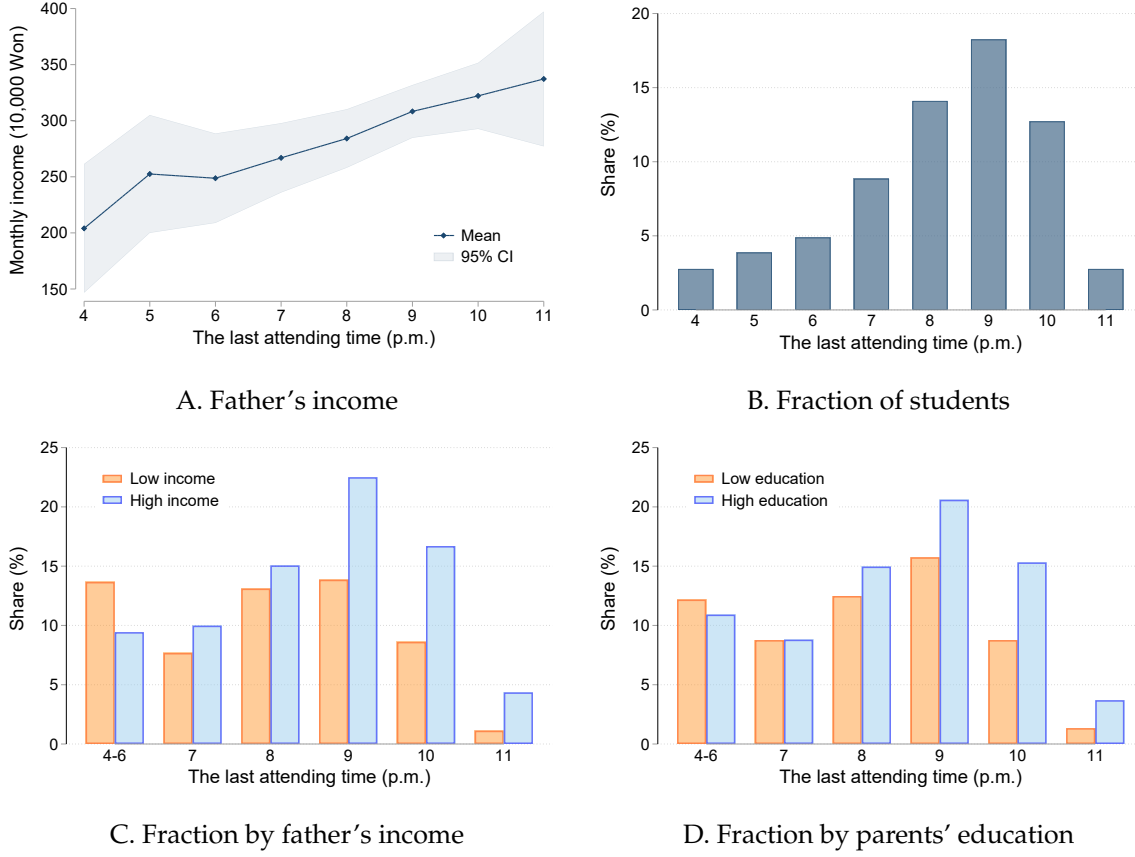 Monthly income (10,000 Won)
400
350
300
250
200
150
Mean
95% CI
4 5 6 7 8 9 10 11
The last attending time (p.m.)
A. Father’s income
Share (%)
20
15
10
5
0
4 5 6 7 8 9 10 11
The last attending time (p.m.)
B. Fraction of students
Share (%)
25
20
15
10
5
0
Low income
High income
4-6 7 8 9 10 11
The last attending time (p.m.)
C. Fraction by father’s income
Share (%)
25
20
15
10
5
0
Low education
High education
4-6 7 8 9 10 11
The last attending time (p.m.)
D. Fraction by parents’ education